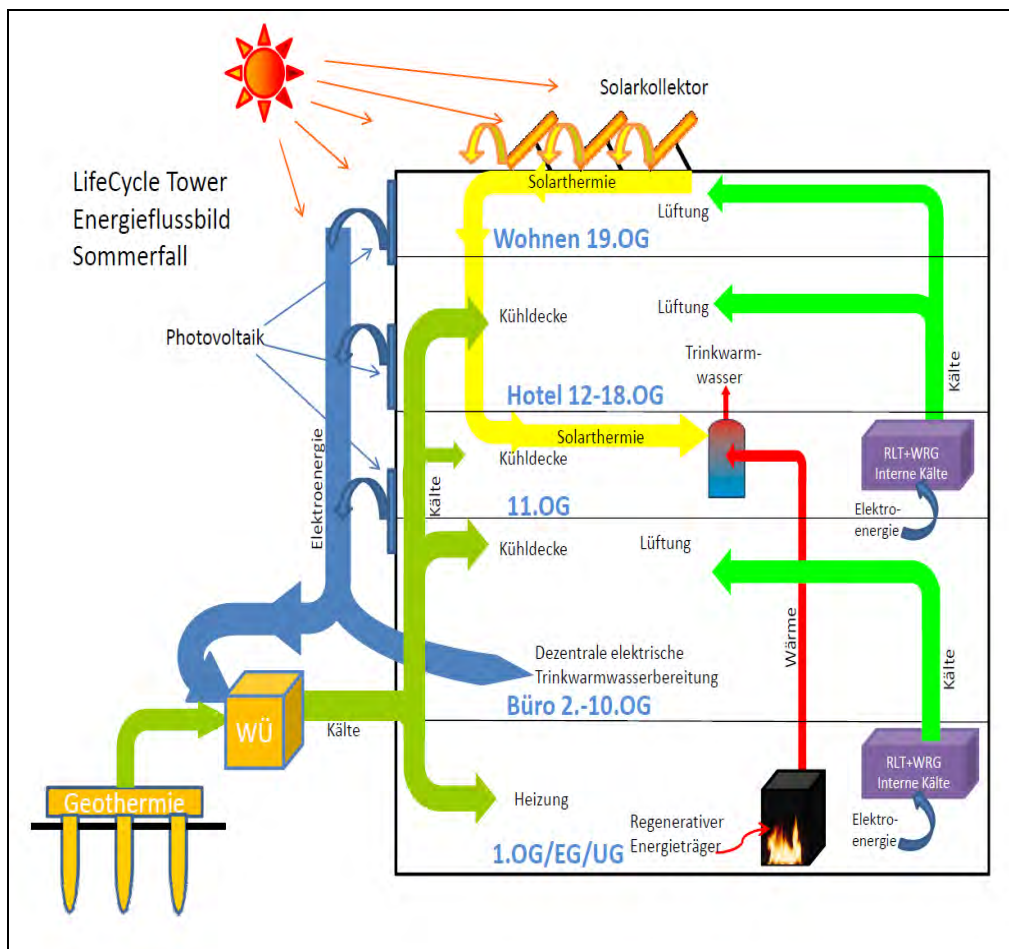 Solarkollektor
LifeCycle Tower
Energieflussbild
Sommerfall
Solarthermie
Lüftung
Wohnen 19.OG
Photovoltaik
Kühldecke
Lüftung
Trinkwarm-
wasser
Kälte
Hotel 12-18.OG
Solarthermie
Kühldecke
RLT+WRG
Interne Kälte
Elektroenergie
Kälte
11.OG
Elektro-
energie
Kühldecke
Lüftung
Dezentrale elektrische
Trinkwarmwasserbereitung
Wärme
Kälte
Büro 2.-10.OG
WÜ
Kälte
RLT+WRG
Interne Kälte
Geothermie
Heizung
Regenerativer
Energieträger
Elektro-
energie
1.OG/EG/UG